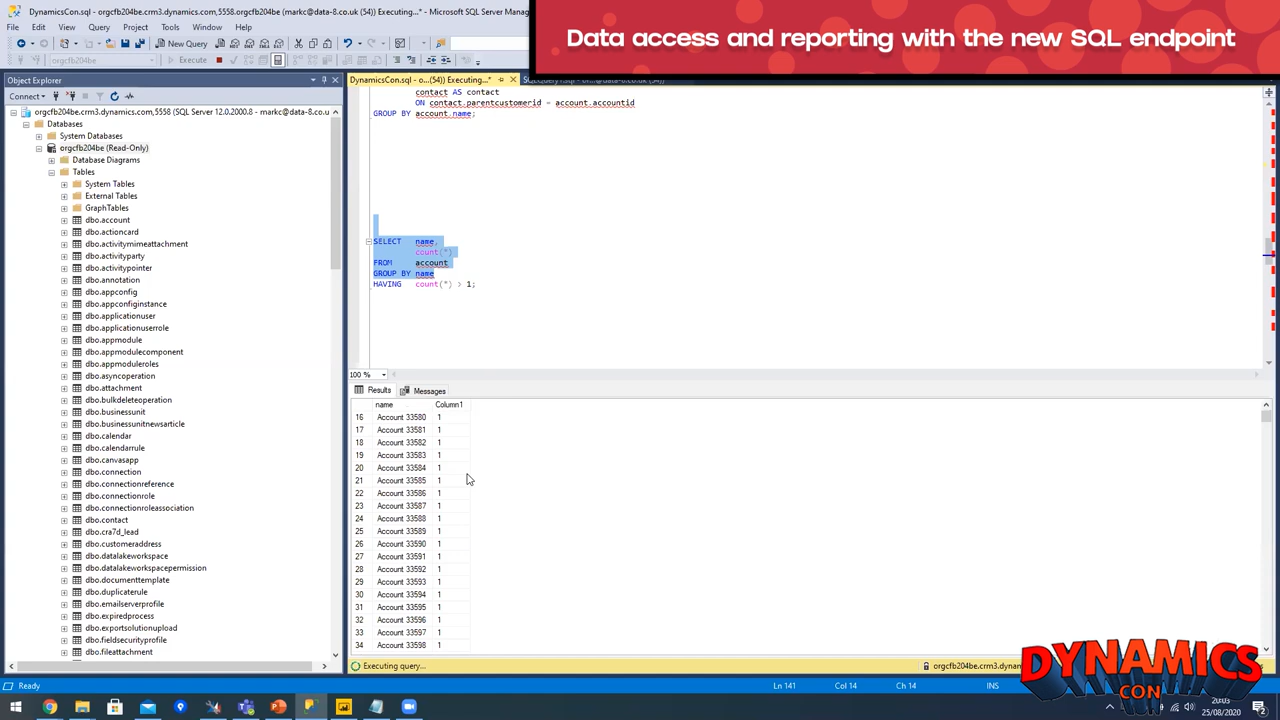 DynamicsCon.sql - orgcfb204be.crm3.dynamics.com,5558.orgcfb204be (markc@data-8.co.uk (54)) Executing...* - Microsoft SQL Server Mana
Data access and reporting with the new SQL endpoint
File Edit View Query Project
New Query
orgcfb204be
Execute
Object Explorer
DynamicsCon.sql - o...(54)) Executing...*
Connect
orgcfb204be.crm3.dynamics.com,5558 (SQL Server 12.0.2000.8 - markc@data-8.co.u
Databases
System Databases
orgcfb204be (Read-Only)
Database Diagrams
Tables
System Tables
External Tables
GraphTables
dbo.account
dbo.actioncard
dbo.activitymimeattachment
dbo.activityparty
dbo.activitypointer
dbo.annotation
dbo.appconfig
dbo.appconfiginstance
dbo.applicationuser
dbo.applicationuserrole
dbo.appmodule
dbo.appmodulecomponent
dbo.appmoduleroles
dbo.asyncoperation
dbo.attachment
dbo.bulkdeleteoperation
dbo.businessunit
dbo.businessunitnewsarticle
dbo.calendar
dbo.calendarrule
dbo.canvasapp
dbo.connection
dbo.connectionreference
dbo.connectionrole
dbo.connectionroleassociation
dbo.contact
dbo.cra7d_lead
dbo.customeraddress
dbo.datalakeworkspace
dbo.datalakeworkspacepermission
dbo.documenttemplate
dbo.duplicaterule
dbo.emailserverprofile
dbo.expiredprocess
dbo.exportsolutionupload
dbo.fieldsecurityprofile
dbo.fileattachment
contact AS contact
ON contact.parentcustomerid = account.accountid
GROUP BY account.name;
SELECT name,
count(*)
FROM account
GROUP BY name
HAVING count(*) > 1;
100 %
Results Messages
name Column1
16 Account 33580 1
17 Account 33581 1
18 Account 33582 1
19 Account 33583 1
20 Account 33584 1
21 Account 33585 1
22 Account 33586 1
23 Account 33587 1
24 Account 33588 1
25 Account 33589 1
26 Account 33590 1
27 Account 33591 1
28 Account 33592 1
29 Account 33593 1
30 Account 33594 1
31 Account 33595 1
32 Account 33596 1
33 Account 33597 1
34 Account 33598 1
Executing query...
orgcfb204be.crm3.dynam
Ready
Ln 141 Col 14 Ch 14 INS
DYNAMICS
CON
20:03
25/08/2020
2